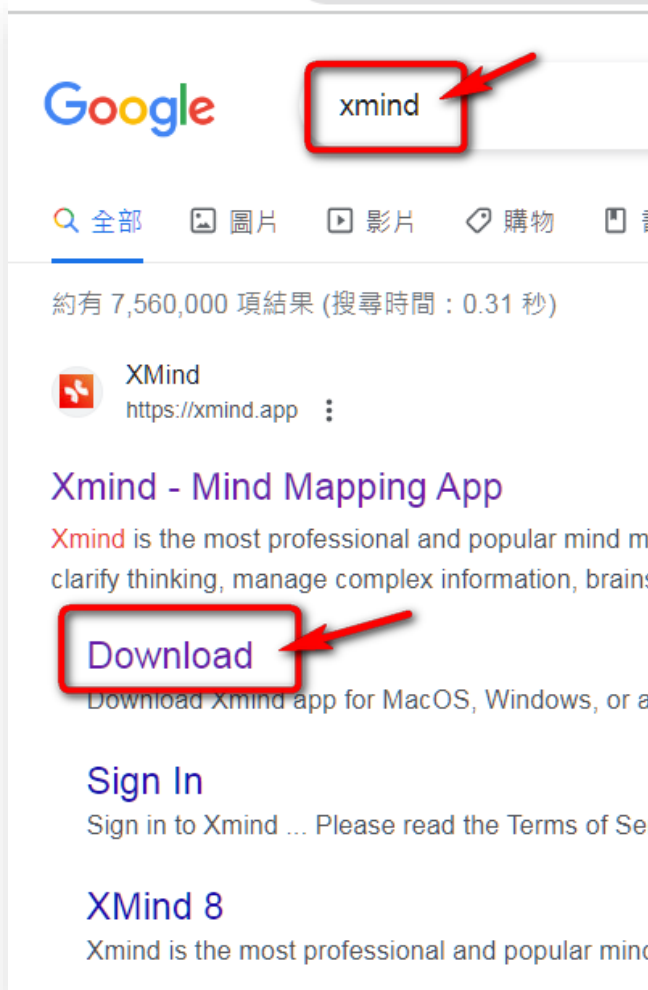 Google
xmind
全部 圖片 影片 購物
約有 7,560,000 項結果 (搜尋時間：0.31 秒)
XMind
https://xmind.app
Xmind - Mind Mapping App
Xmind is the most professional and popular mind m
clarify thinking, manage complex information, brains
Download
Download Xmind app for MacOS, Windows, or a
Sign In
Sign in to Xmind ... Please read the Terms of Se
XMind 8
Xmind is the most professional and popular mind